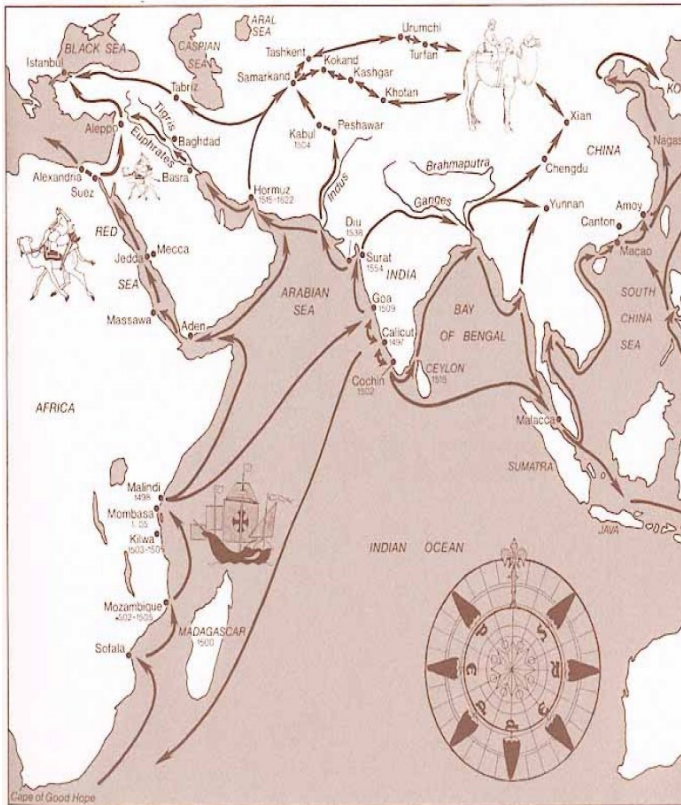 ARAL
SEA
BLACK SEA
CASPIAN
SEA
Istanbul
Urumchi
Tashkent
Kokand
Turfan
Samarkand
Kashgar
Khotan
Tabriz
Tigris
Aleppo
Euphrates
Baghdad
Kabul
1504
Peshawar
Xian
CHINA
Chengdu
Brahmaputra
Alexandria
Suez
Basra
Hormuz
1515-1622
Indus
Ganges
Yunnan
Amoy
Canton
Macao
Diu
1538
Surat
1554
INDIA
RED
SEA
Mecca
Jedda
Massawa
Aden
ARABIAN
SEA
Goa
1509
Calicut
1497
Cochin
1502
CEYLON
1515
BAY
OF BENGAL
SOUTH
CHINA
SEA
AFRICA
Malacca
SUMATRA
JAVA
Malindi
1498
Mombasa
Kilwa
INDIAN OCEAN
Mozambique
MADAGASCAR
1500
Sofala
Cape of Good Hope